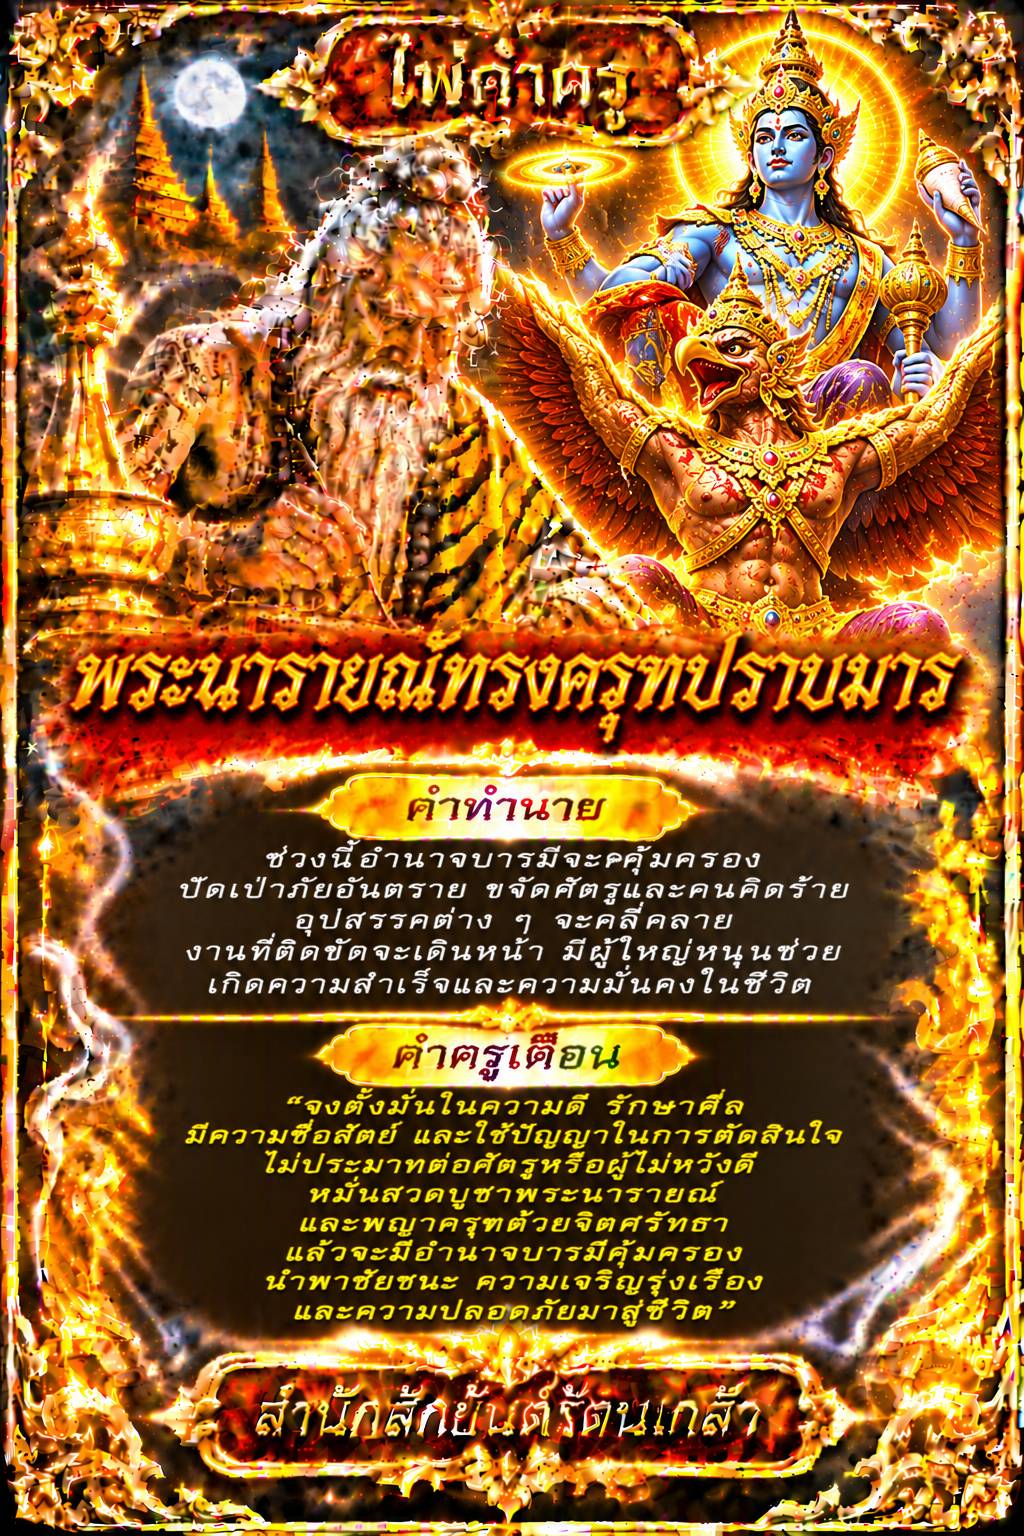 ไพ่คำครู
พระนารายณ์ทรงครุฑปราบมาร
คำทำนาย
ช่วงนี้อำนาจบารมีจะคุ้มครอง
ปัดเป่าภัยอันตราย ขจัดศัตรูและคนคิดร้าย
อุปสรรคต่าง ๆ จะคลี่คลาย
งานที่ติดขัดจะเดินหน้า มีผู้ใหญ่หนุนช่วย
เกิดความสำเร็จและความมั่นคงในชีวิต
คำครูเตือน
“จงตั้งมั่นในความดี รักษาศีล
มีความซื่อสัตย์ และใช้ปัญญาในการตัดสินใจ
ไม่ประมาทต่อศัตรูหรือผู้ไม่หวังดี
หมั่นสวดบูชาพระนารายณ์
และพญาครุฑด้วยจิตศรัทธา
แล้วจะมีอำนาจบารมีคุ้มครอง
นำพาชัยชนะ ความเจริญรุ่งเรือง
และความปลอดภัยมาสู่ชีวิต”
สำนักสักยันต์รัตนเกล้า